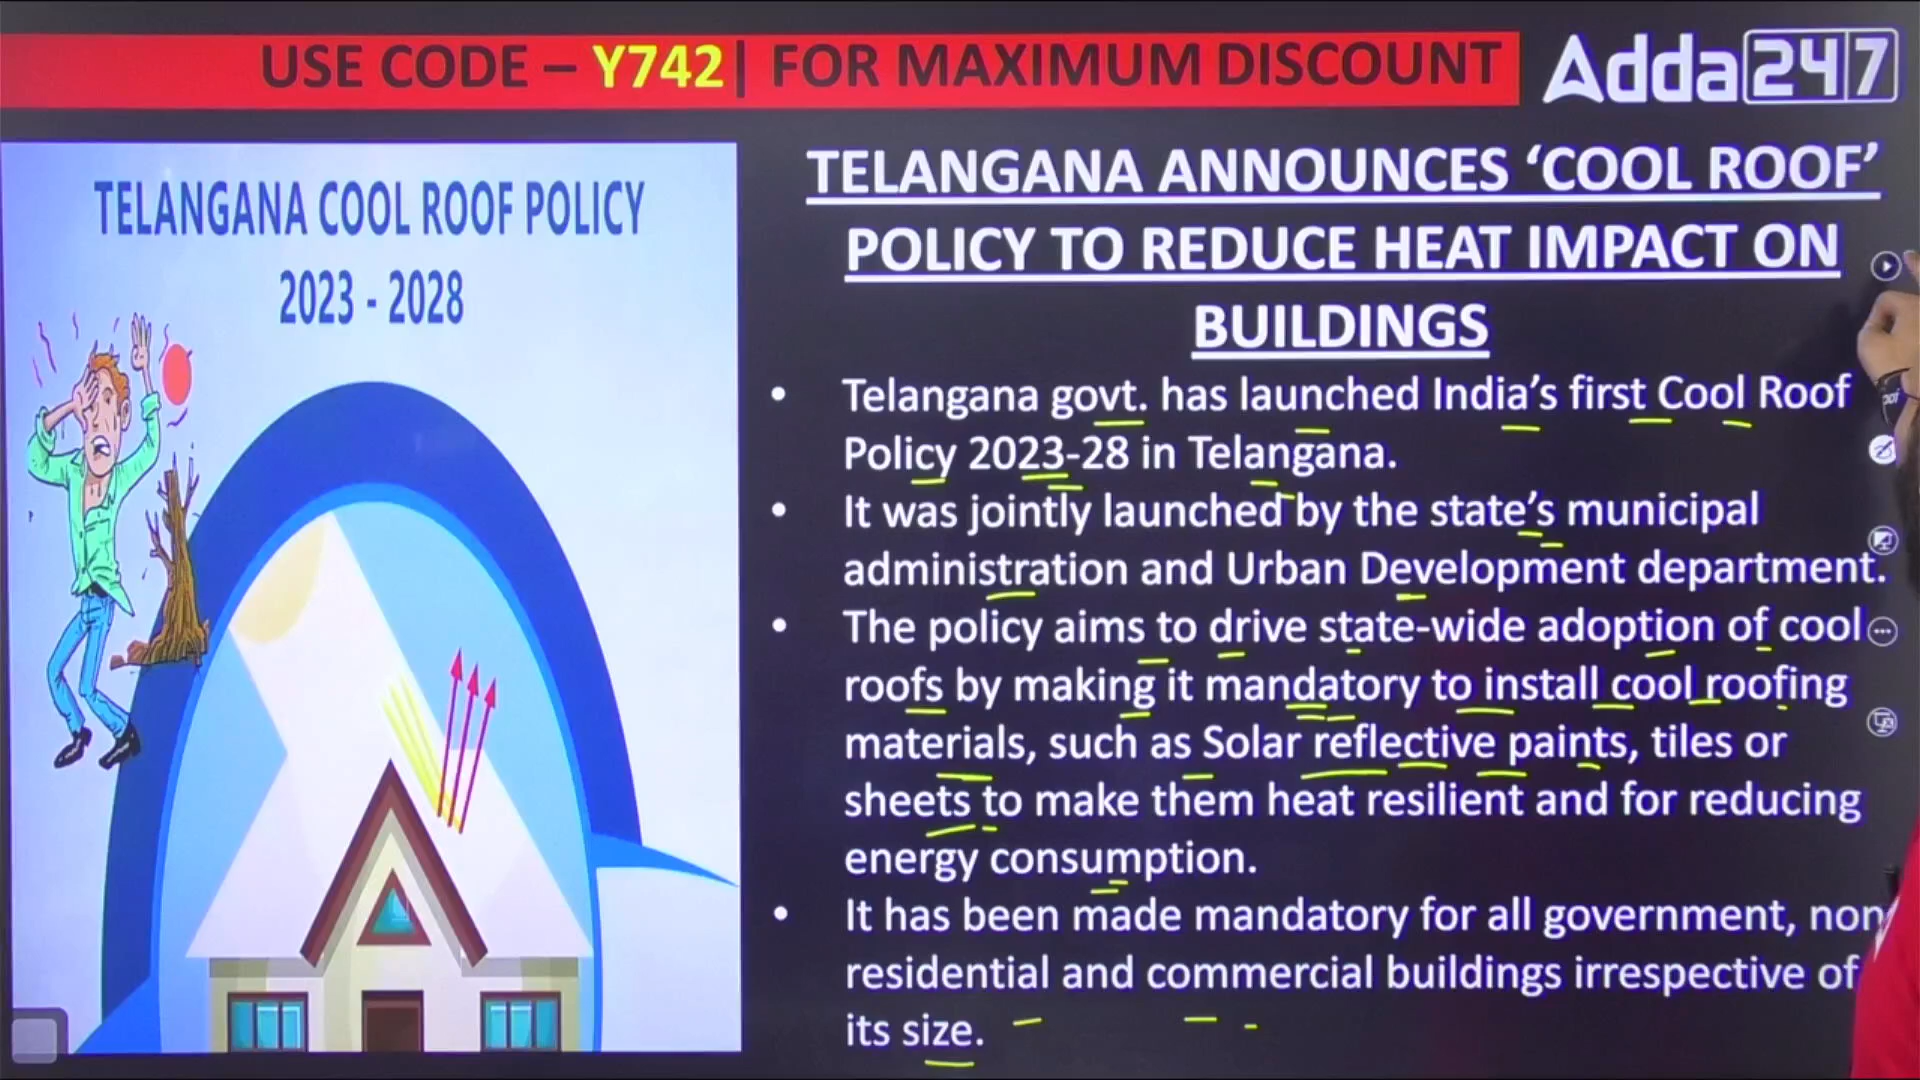 USE CODE – Y742| FOR MAXIMUM DISCOUNT
Adda247
TELANGANA COOL ROOF POLICY
2023 - 2028
TELANGANA ANNOUNCES ‘COOL ROOF’
POLICY TO REDUCE HEAT IMPACT ON
BUILDINGS
• Telangana govt. has launched India’s first Cool Roof
Policy 2023-28 in Telangana.
• It was jointly launched by the state’s municipal
administration and Urban Development department.
• The policy aims to drive state-wide adoption of cool
roofs by making it mandatory to install cool roofing
materials, such as Solar reflective paints, tiles or
sheets to make them heat resilient and for reducing
energy consumption.
• It has been made mandatory for all government, non
residential and commercial buildings irrespective of
its size.